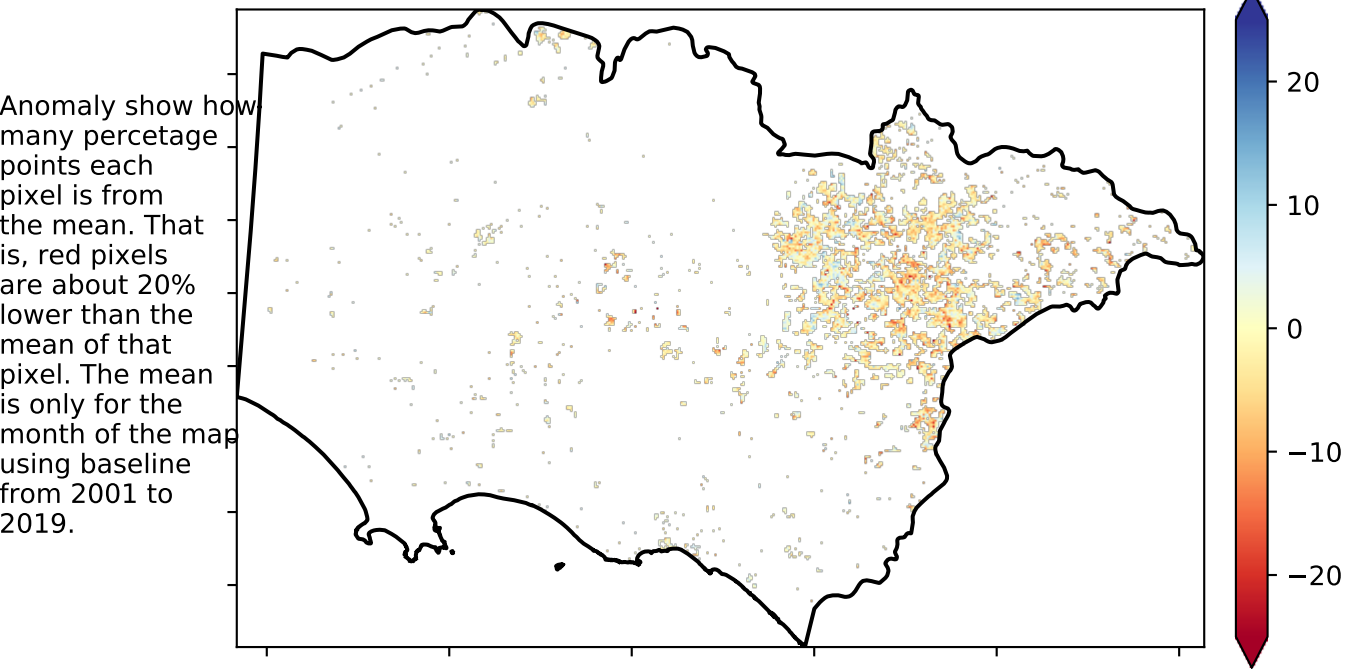 Anomaly show how
many percetage
points each
pixel is from
the mean. That
is, red pixels
are about 20%
lower than the
mean of that
pixel. The mean
is only for the
month of the map
using baseline
from 2001 to
2019.
20
10
0
−10
−20